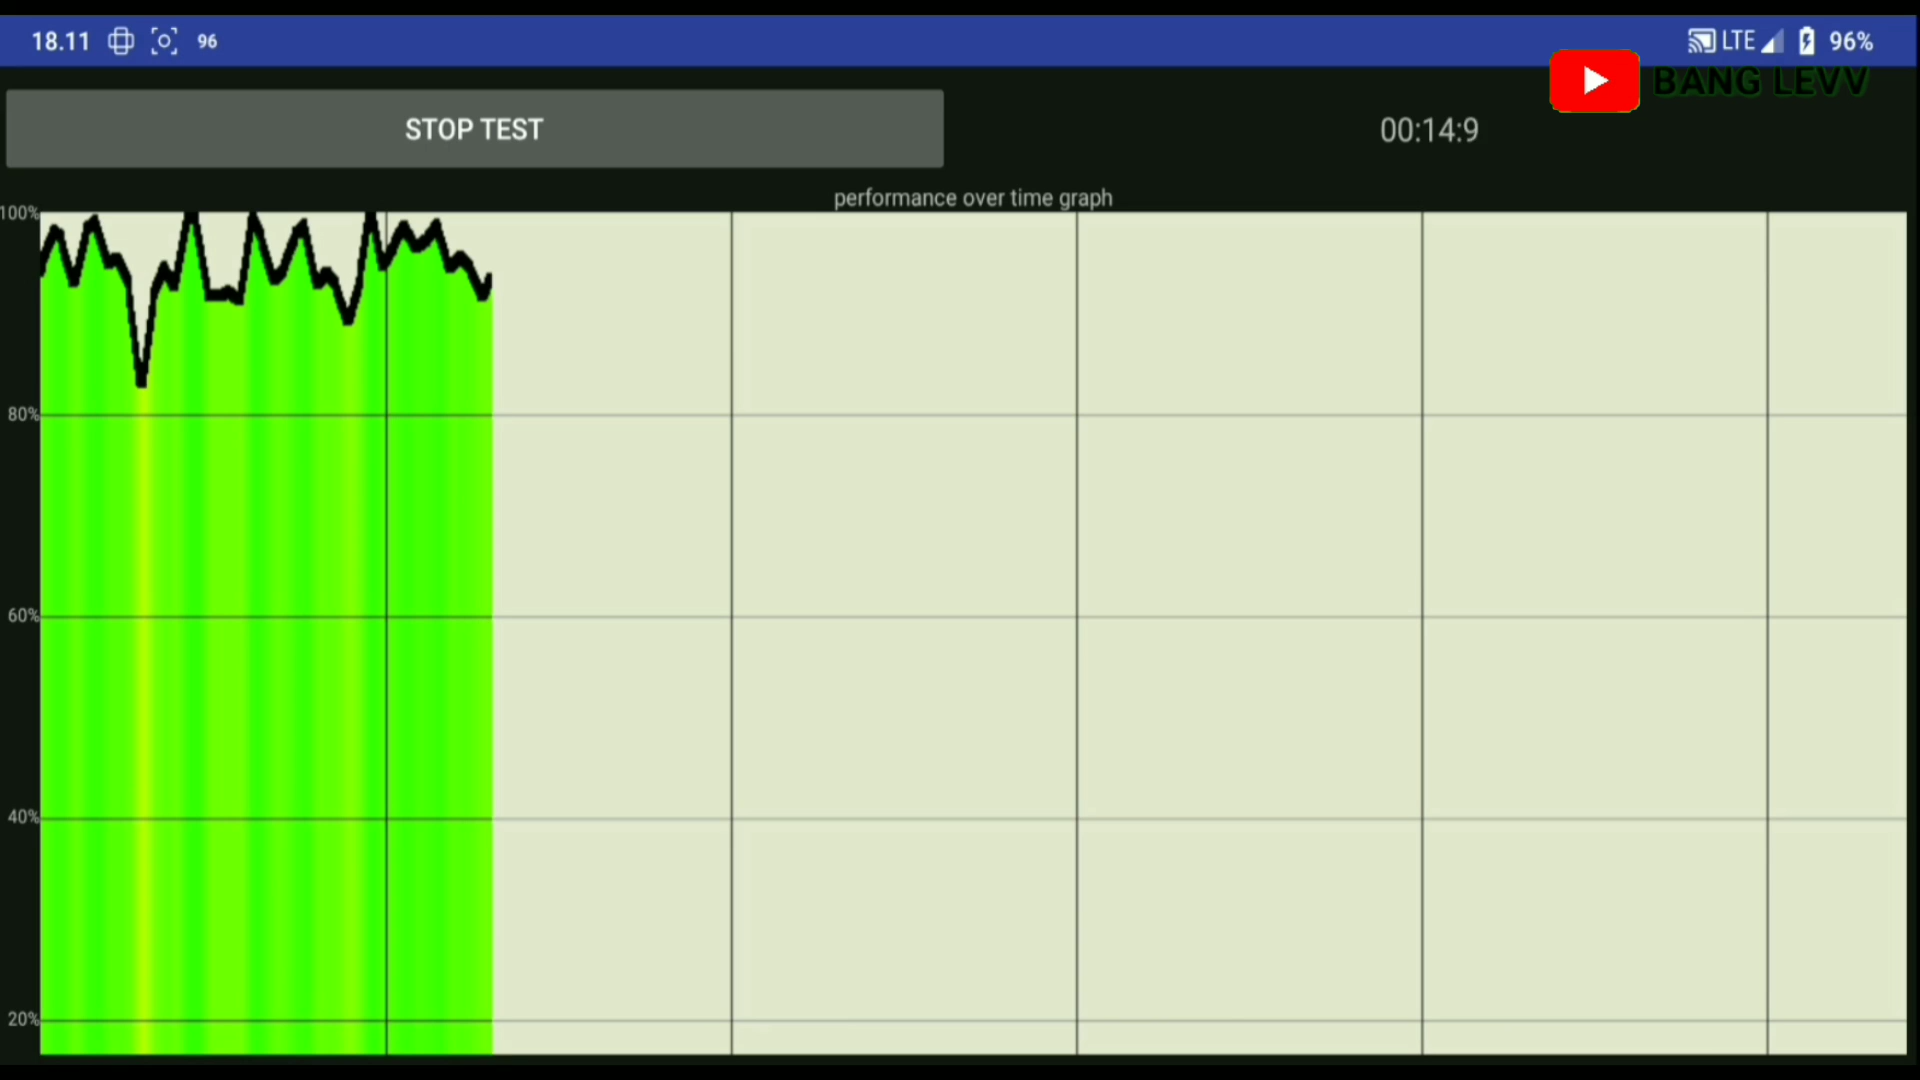 18.11 96 LTE 96%
BANG LEVV
STOP TEST 00:14:9
performance over time graph
100%
80%
60%
40%
20%